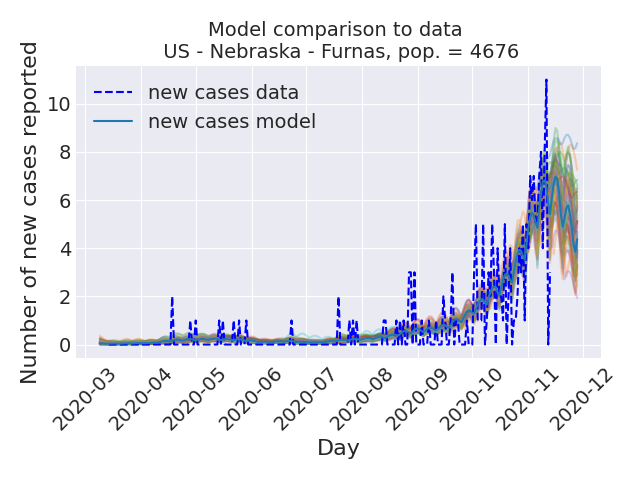 Model comparison to data
US - Nebraska - Furnas, pop. = 4676
Number of new cases reported
new cases data
new cases model
10
8
6
4
2
0
2020-03
2020-04
2020-05
2020-06
2020-07
2020-08
2020-09
2020-10
2020-11
2020-12
Day